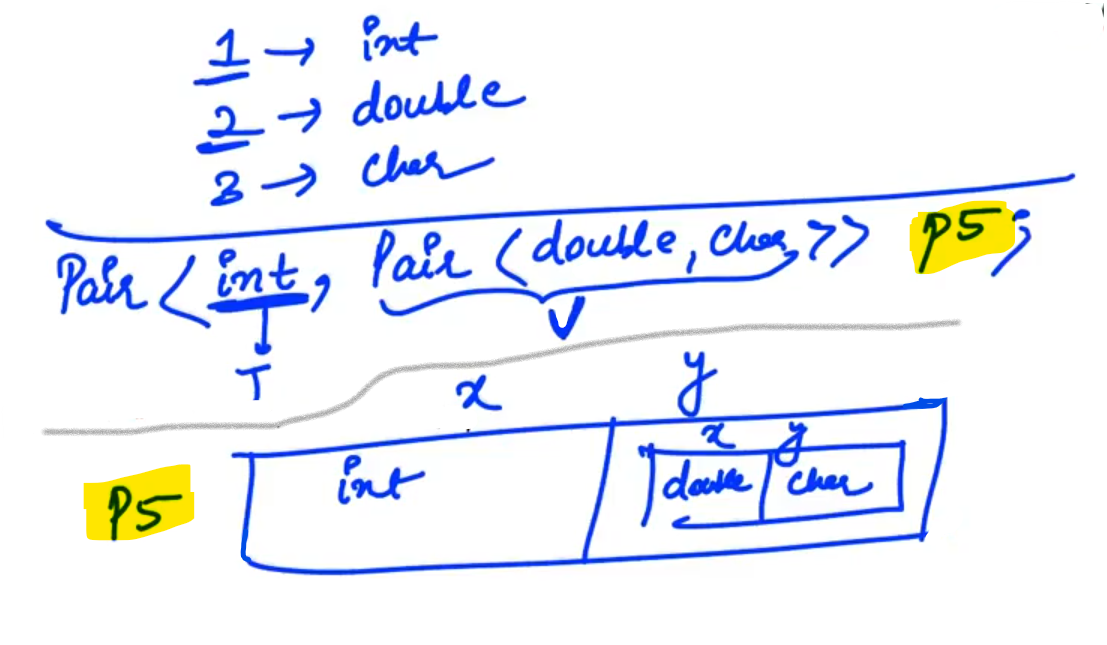 1 → int
2 → double
3 → char
Pair < int, Pair < double, char >> p5;
T
V
x y
x y
P5 int double char